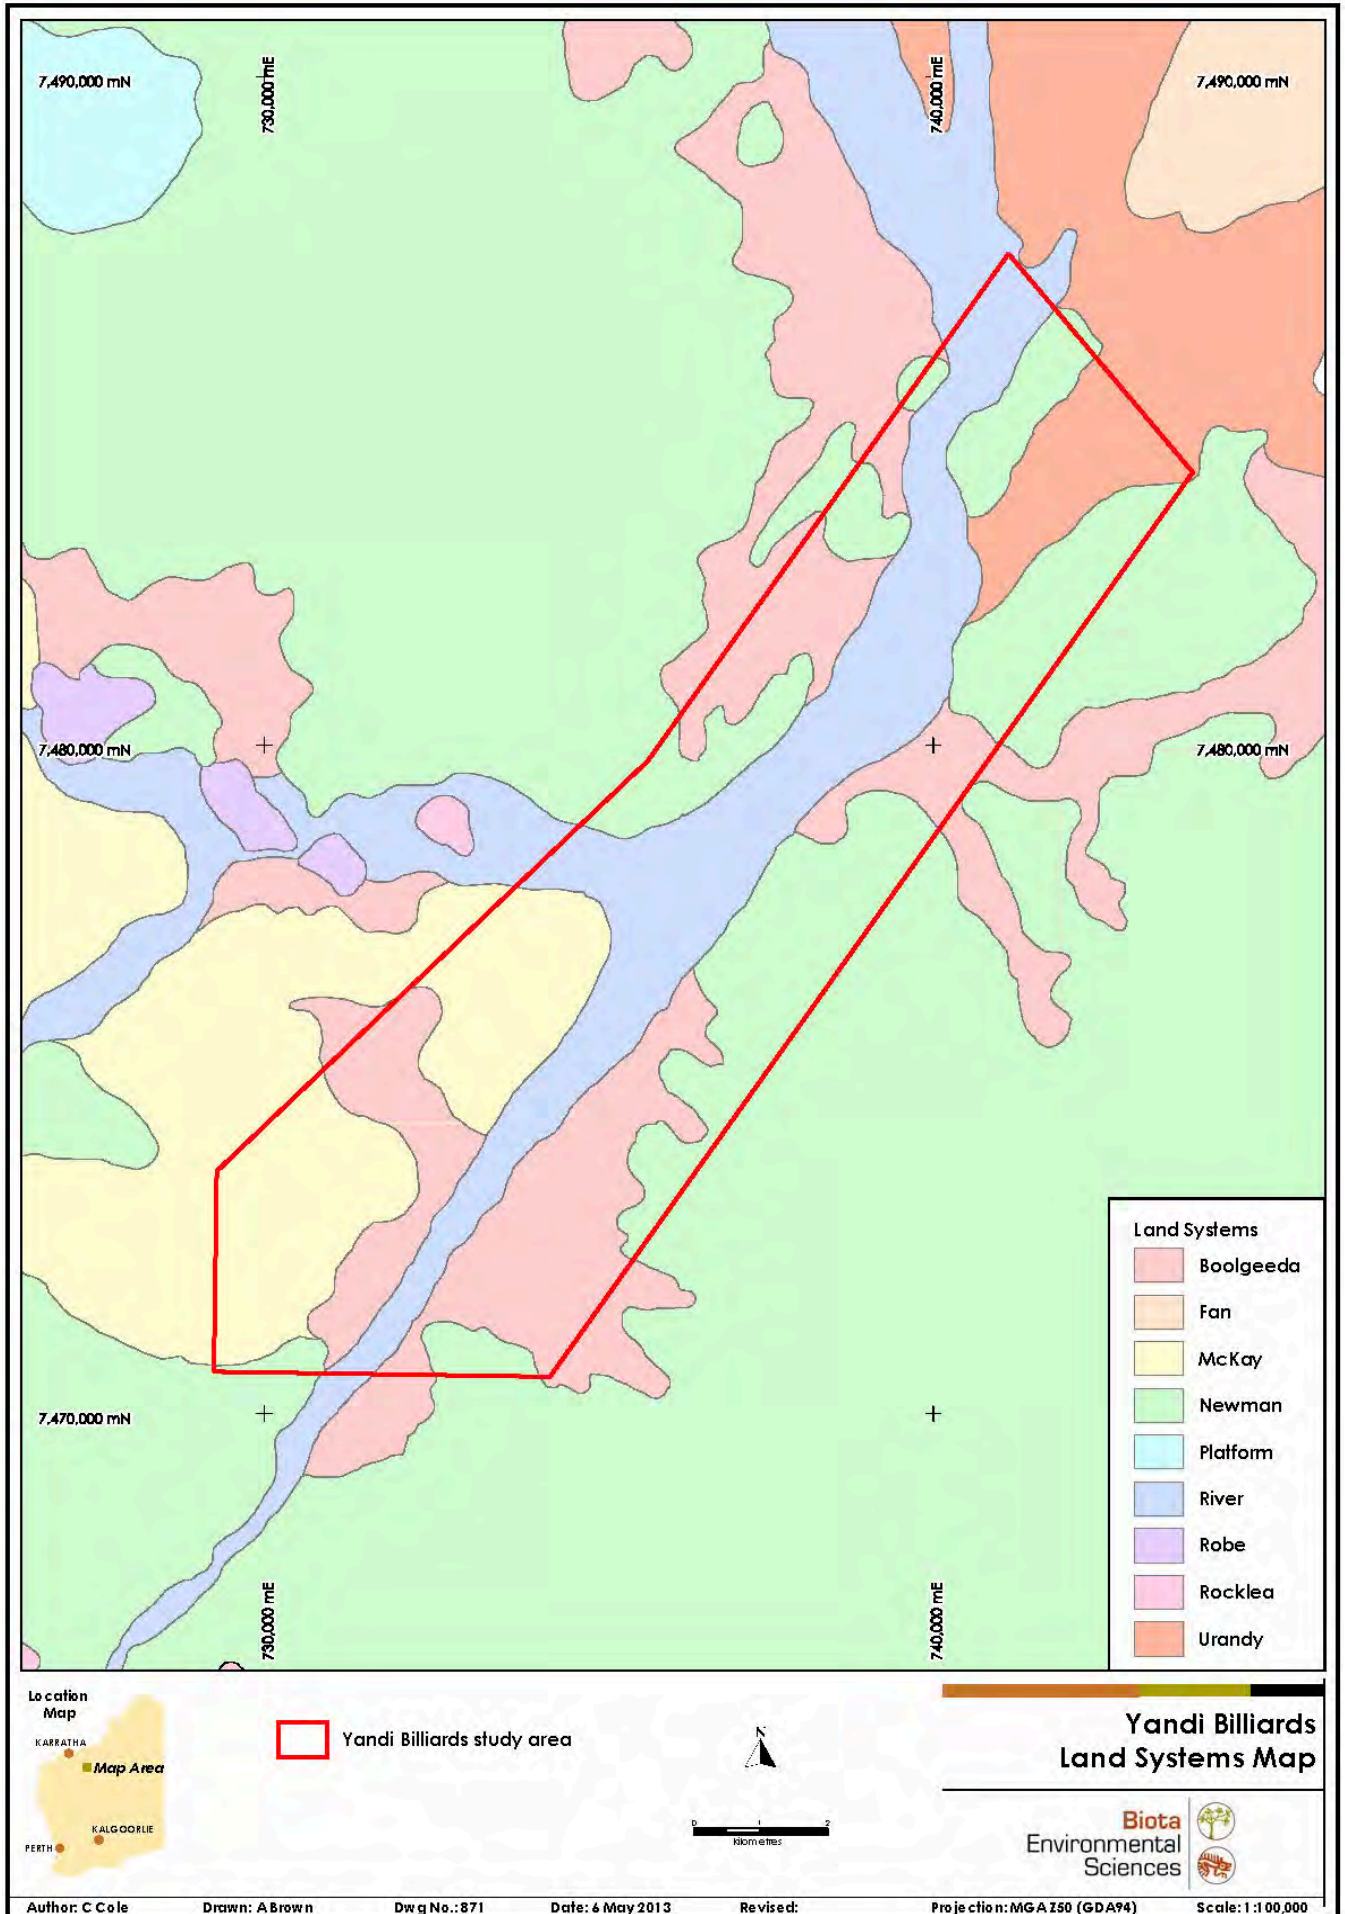 7,490,000 mN
730,000 mE
740,000 mE
7,490,000 mN
7,480,000 mN
7,480,000 mN
7,470,000 mN
730,000 mE
740,000 mE
Land Systems
Boolgeeda
Fan
McKay
Newman
Platform
River
Robe
Rocklea
Urandy
Location
Map
KARRATHA
Map Area
KALGOORLIE
PERTH
Yandi Billiards study area
N
0 1 2
kilometres
Yandi Billiards
Land Systems Map
Biota
Environmental
Sciences
Author: C Cole Drawn: A Brown Dwg No.: 871 Date: 6 May 2013 Revised: Projection: MGA Z50 (GDA94) Scale: 1:100,000